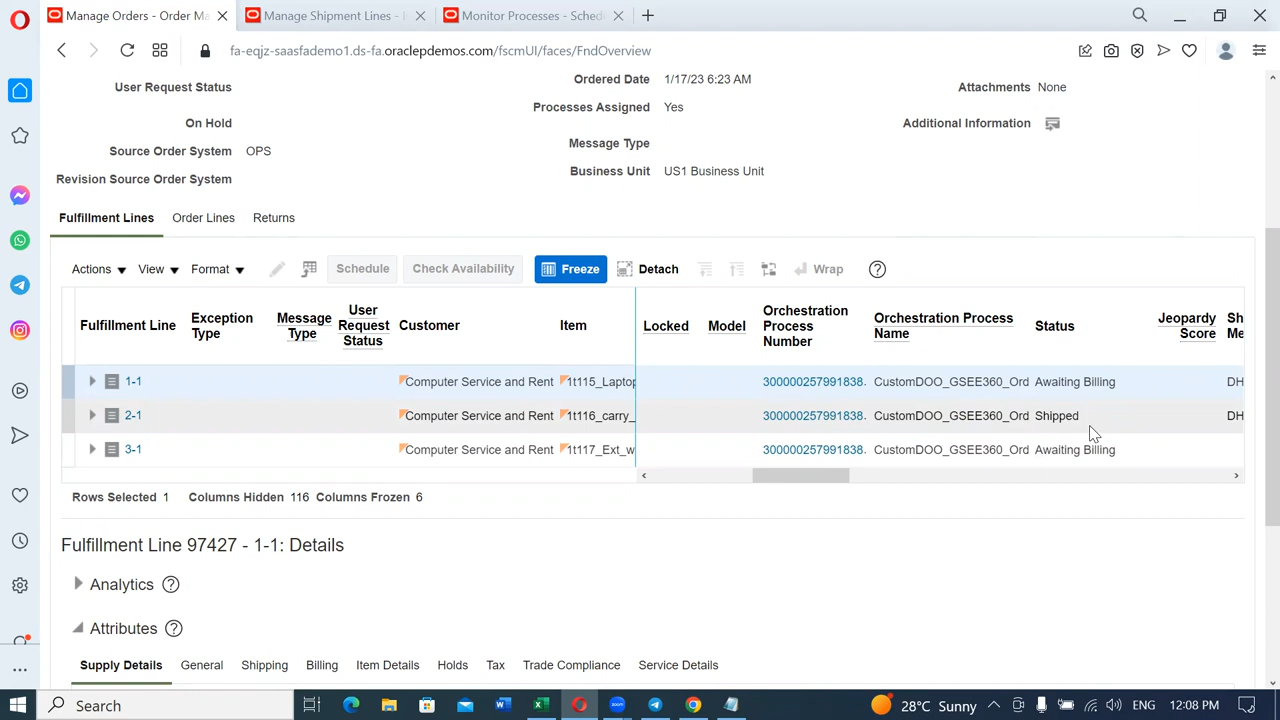 Manage Orders - Order Ma
Manage Shipment Lines -
Monitor Processes - Sched
fa-eqjz-saasfademo1.ds-fa.oraclepdemos.com/fscmUI/faces/FndOverview
User Request Status
Ordered Date 1/17/23 6:23 AM
Attachments None
Processes Assigned Yes
On Hold
Additional Information
Message Type
Source Order System OPS
Business Unit US1 Business Unit
Revision Source Order System
Fulfillment Lines Order Lines Returns
Actions View Format Schedule Check Availability Freeze Detach Wrap
Fulfillment Line Exception Type Message Type User Request Status Customer Item Locked Model Orchestration Process Number Orchestration Process Name Status Jeopardy Score Sh Me
1-1 Computer Service and Rent 1t115_Laptop 300000257991838. CustomDOO_GSEE360_Ord Awaiting Billing DH
2-1 Computer Service and Rent 1t116_carry_ 300000257991838. CustomDOO_GSEE360_Ord Shipped DH
3-1 Computer Service and Rent 1t117_Ext_w 300000257991838. CustomDOO_GSEE360_Ord Awaiting Billing
Rows Selected 1 Columns Hidden 116 Columns Frozen 6
Fulfillment Line 97427 - 1-1: Details
Analytics
Attributes
Supply Details General Shipping Billing Item Details Holds Tax Trade Compliance Service Details
Search
28°C Sunny
ENG
12:08 PM